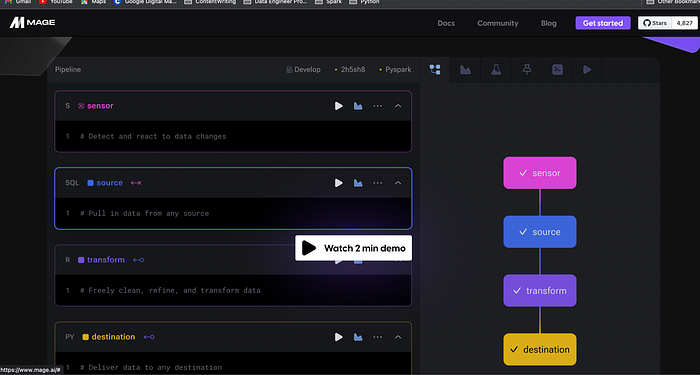 Gmail YouTube Maps Google Digital Ma... ContentWriting Data Engineer Pro... Spark Python Other Bookmar
MAGE Docs Community Blog Get started Stars 4,827
Pipeline Develop 2h5sh8 Pyspark
S sensor
1 # Detect and react to data changes
SQL source
1 # Pull in data from any source
Watch 2 min demo
R transform
1 # Freely clean, refine, and transform data
PY destination
1 # Deliver data to any destination
sensor
source
transform
destination
https://www.mage.ai/#